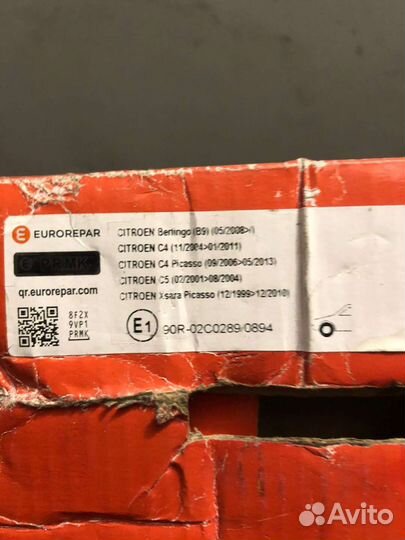 EUROREPAR
PRMK
qr.eurorepar.com
8F2X
9VP1
PRMK
CITROEN Berlingo (B9) (05/2008>/)
CITROEN C4 (11/2004>01/2011)
CITROEN C4 Picasso (09/2006>05/2013)
CITROEN C5 (02/2001>08/2004)
CITROEN Xsara Picasso (12/1999>12/2010)
E1 90R-02C0289/0894
Avito